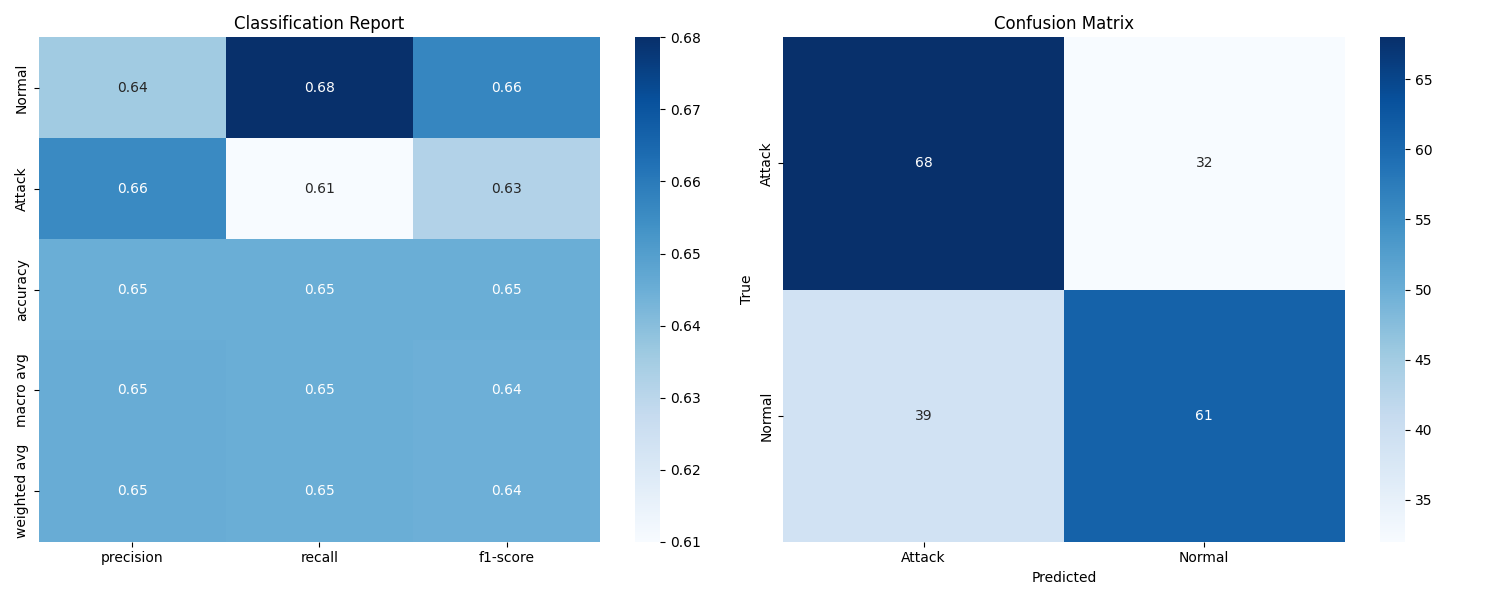 Classification Report
Normal 0.64 0.68 0.66
Attack 0.66 0.61 0.63
accuracy 0.65 0.65 0.65
macro avg 0.65 0.65 0.64
weighted avg 0.65 0.65 0.64
precision recall f1-score
0.68
0.67
0.66
0.65
0.64
0.63
0.62
0.61
Confusion Matrix
True
Attack 68 32
Normal 39 61
Attack Normal
Predicted
65
60
55
50
45
40
35